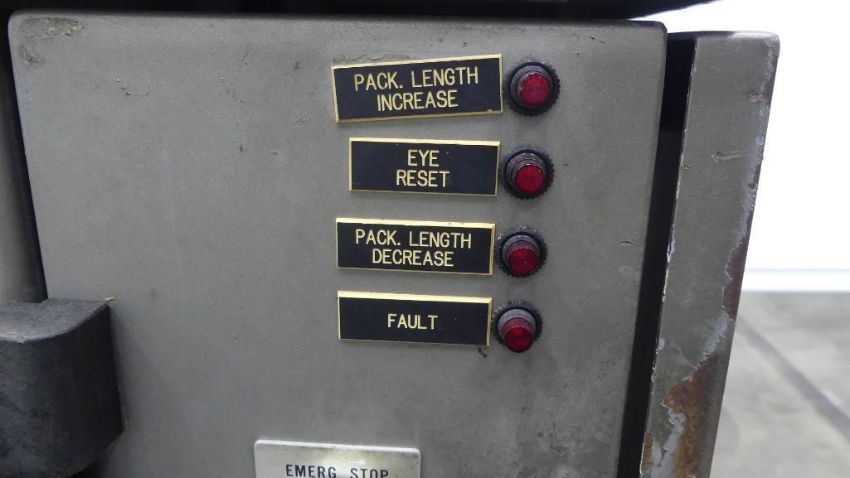 PACK. LENGTH
INCREASE
EYE
RESET
PACK. LENGTH
DECREASE
FAULT
EMERG STOP